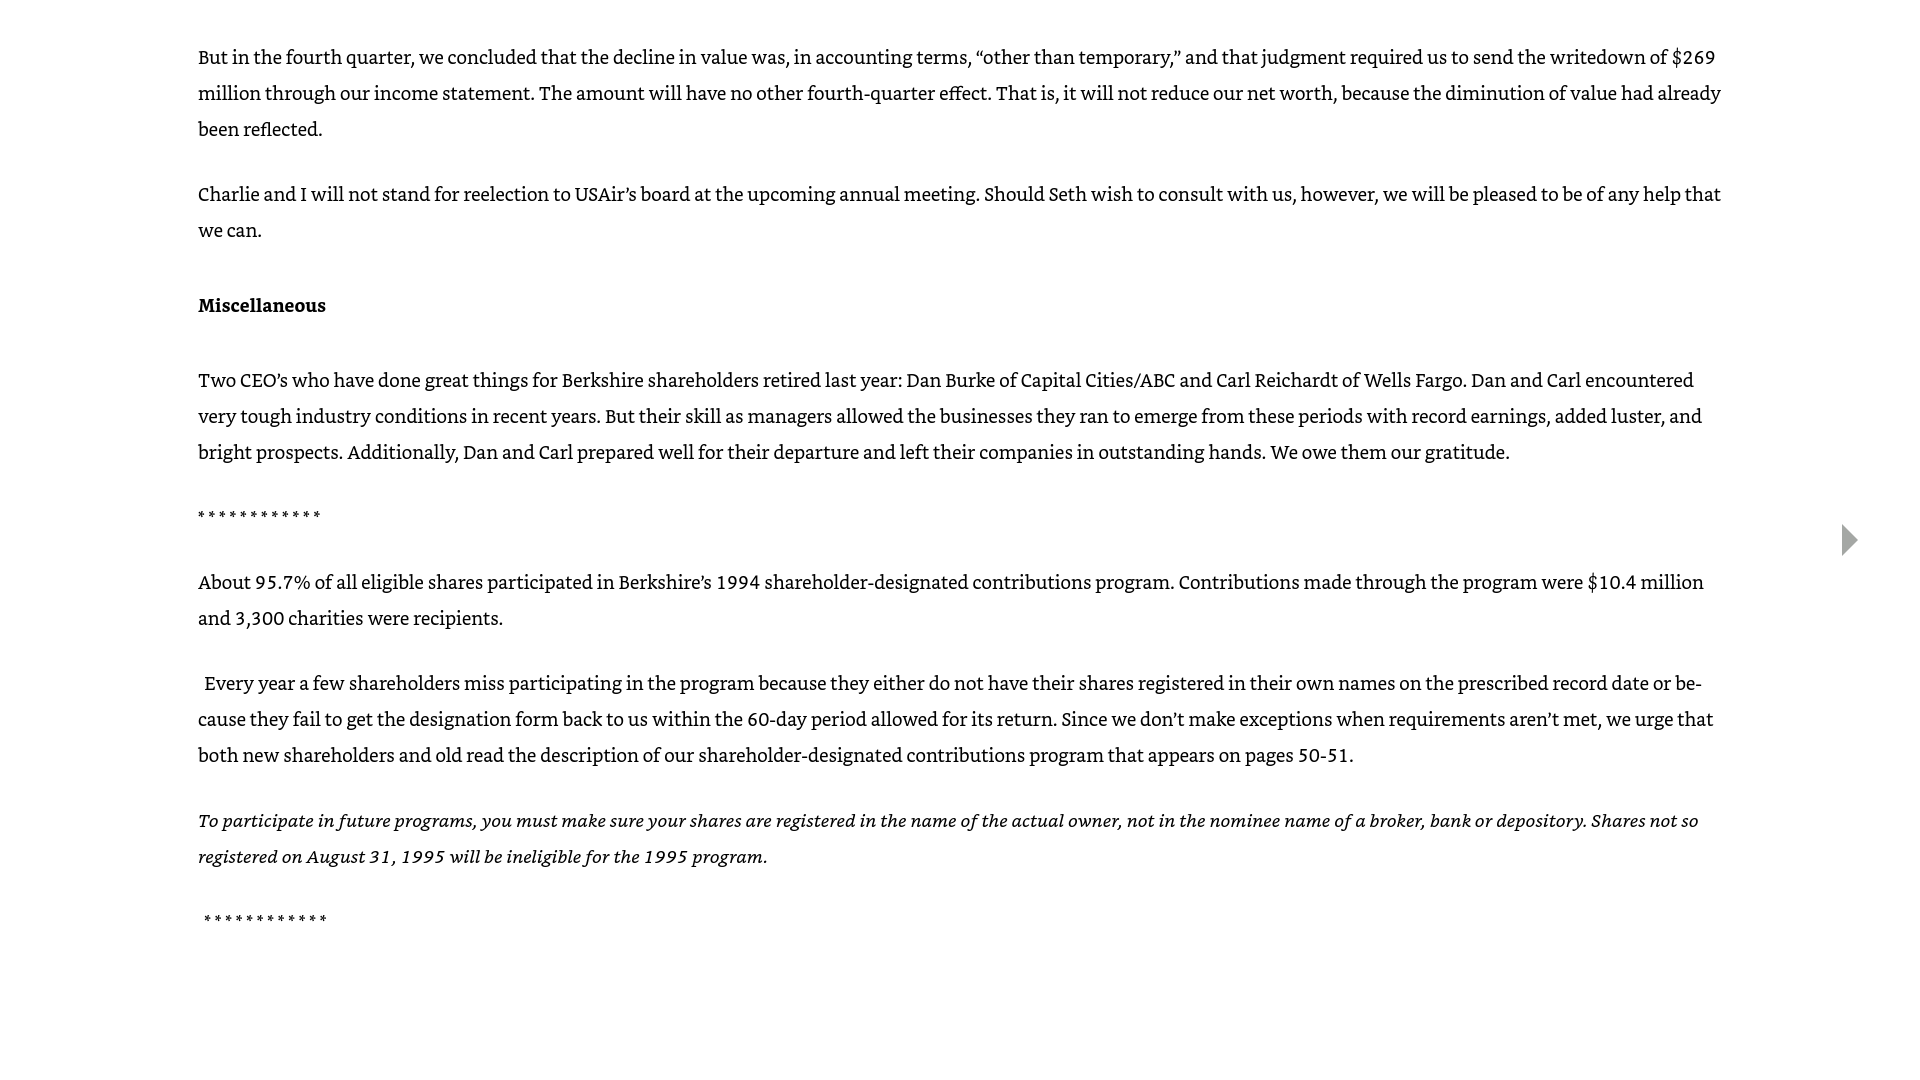 But in the fourth quarter, we concluded that the decline in value was, in accounting terms, “other than temporary,” and that judgment required us to send the writedown of $269
million through our income statement. The amount will have no other fourth-quarter effect. That is, it will not reduce our net worth, because the diminution of value had already
been reflected.
Charlie and I will not stand for reelection to USAir’s board at the upcoming annual meeting. Should Seth wish to consult with us, however, we will be pleased to be of any help that
we can.
Miscellaneous
Two CEO’s who have done great things for Berkshire shareholders retired last year: Dan Burke of Capital Cities/ABC and Carl Reichardt of Wells Fargo. Dan and Carl encountered
very tough industry conditions in recent years. But their skill as managers allowed the businesses they ran to emerge from these periods with record earnings, added luster, and
bright prospects. Additionally, Dan and Carl prepared well for their departure and left their companies in outstanding hands. We owe them our gratitude.
* * * * * * * * * * * *
About 95.7% of all eligible shares participated in Berkshire’s 1994 shareholder-designated contributions program. Contributions made through the program were $10.4 million
and 3,300 charities were recipients.
Every year a few shareholders miss participating in the program because they either do not have their shares registered in their own names on the prescribed record date or be-
cause they fail to get the designation form back to us within the 60-day period allowed for its return. Since we don’t make exceptions when requirements aren’t met, we urge that
both new shareholders and old read the description of our shareholder-designated contributions program that appears on pages 50-51.
To participate in future programs, you must make sure your shares are registered in the name of the actual owner, not in the nominee name of a broker, bank or depository. Shares not so
registered on August 31, 1995 will be ineligible for the 1995 program.
* * * * * * * * * * * *